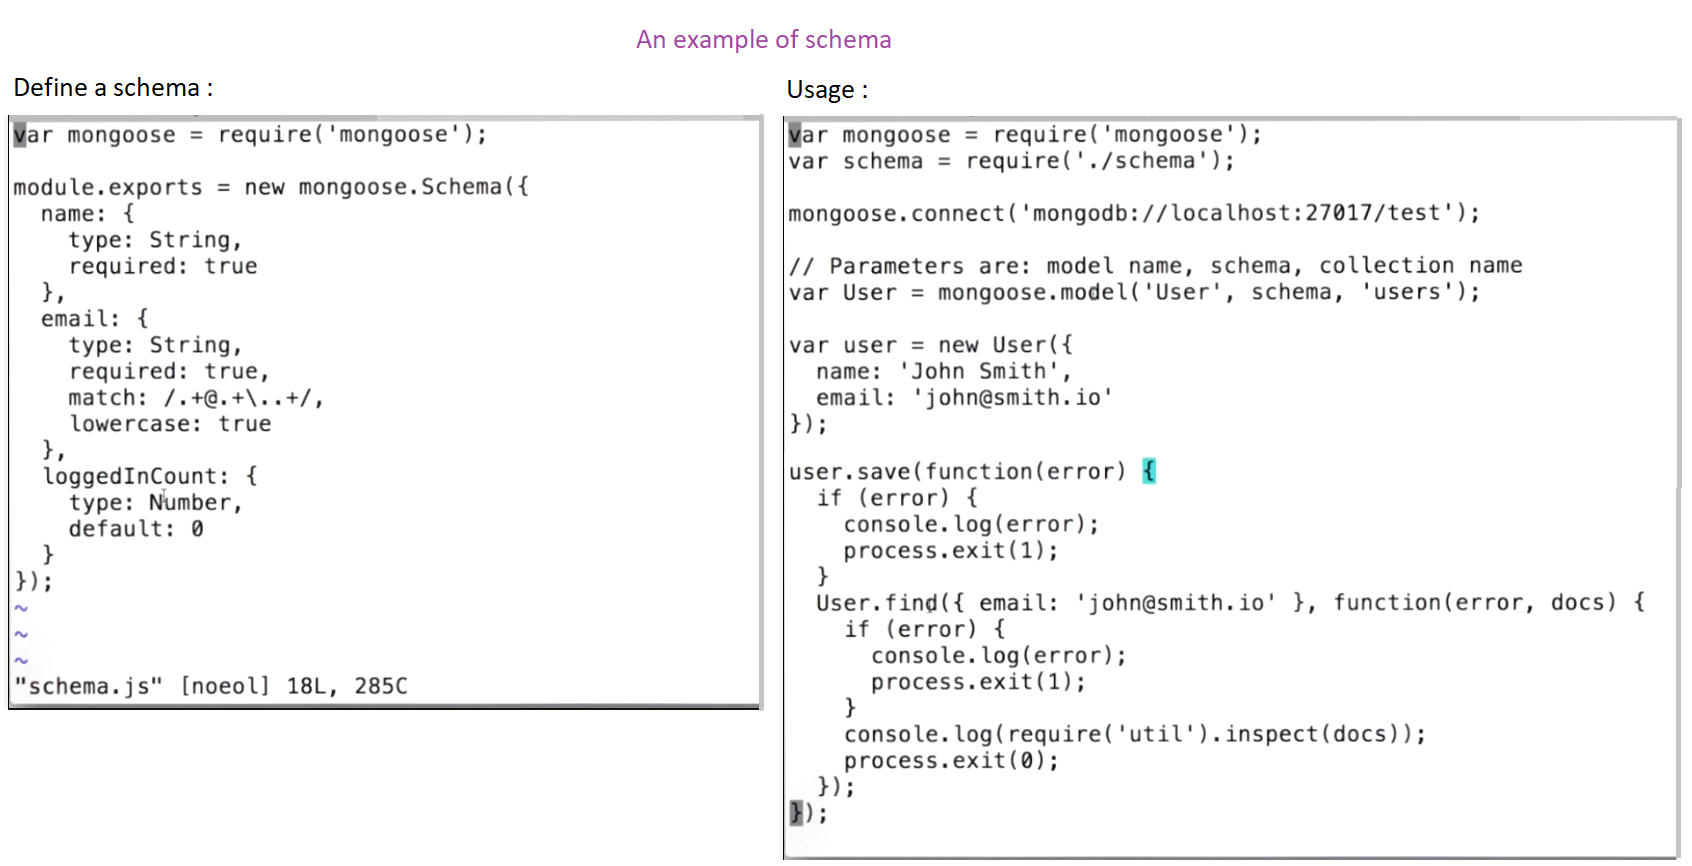 An example of schema
Define a schema :
var mongoose = require('mongoose');

module.exports = new mongoose.Schema({
  name: {
    type: String,
    required: true
  },
  email: {
    type: String,
    required: true,
    match: /.+@.+\..+/,
    lowercase: true
  },
  loggedInCount: {
    type: Number,
    default: 0
  }
});
~
~
~
"schema.js" [noeol] 18L, 285C
Usage :
var mongoose = require('mongoose');
var schema = require('./schema');

mongoose.connect('mongodb://localhost:27017/test');

// Parameters are: model name, schema, collection name
var User = mongoose.model('User', schema, 'users');

var user = new User({
  name: 'John Smith',
  email: 'john@smith.io'
});

user.save(function(error) {
  if (error) {
    console.log(error);
    process.exit(1);
  }
  User.find({ email: 'john@smith.io' }, function(error, docs) {
    if (error) {
      console.log(error);
      process.exit(1);
    }
    console.log(require('util').inspect(docs));
    process.exit(0);
  });
});